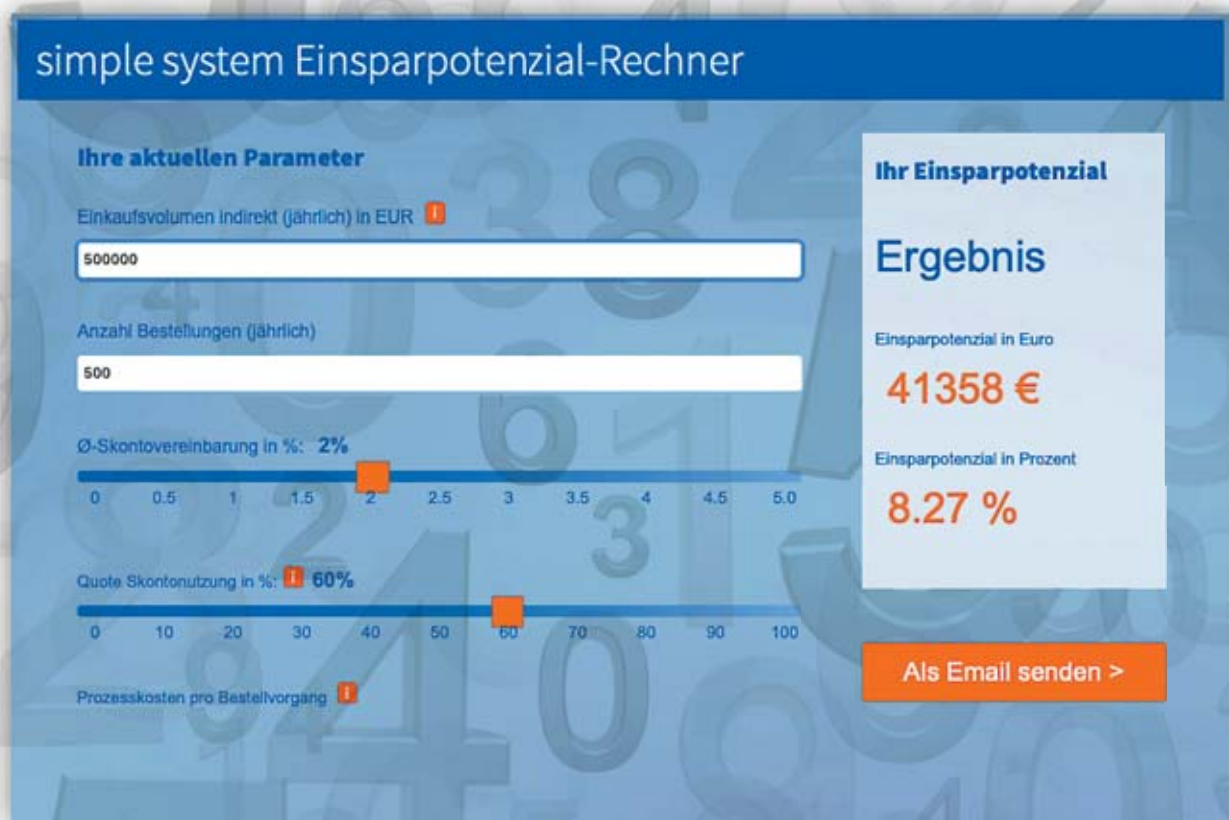 simple system Einsparpotenzial-Rechner
Ihre aktuellen Parameter
Einkaufsvolumen indirekt (jährlich) in EUR i
500000
Anzahl Bestellungen (jährlich)
500
Ø-Skontovereinbarung in %: 2%
0 0.5 1 1.5 2 2.5 3 3.5 4 4.5 5.0
Quote Skontonutzung in %: i 60%
0 10 20 30 40 50 60 70 80 90 100
Prozesskosten pro Bestellvorgang i
Ihr Einsparpotenzial
Ergebnis
Einsparpotenzial in Euro
41358 €
Einsparpotenzial in Prozent
8.27 %
Als Email senden >